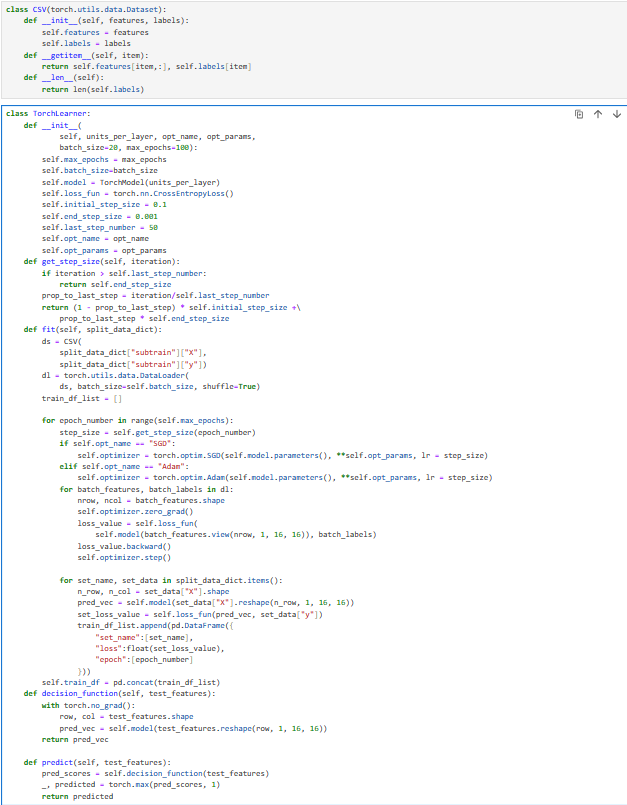 class CSV(torch.utils.data.Dataset):
    def __init__(self, features, labels):
        self.features = features
        self.labels = labels
    def __getitem__(self, item):
        return self.features[item,:], self.labels[item]
    def __len__(self):
        return len(self.labels)
class TorchLearner:
    def __init__(
            self, units_per_layer, opt_name, opt_params,
            batch_size=20, max_epochs=100):
        self.max_epochs = max_epochs
        self.batch_size=batch_size
        self.model = TorchModel(units_per_layer)
        self.loss_fun = torch.nn.CrossEntropyLoss()
        self.initial_step_size = 0.1
        self.end_step_size = 0.001
        self.last_step_number = 50
        self.opt_name = opt_name
        self.opt_params = opt_params
    def get_step_size(self, iteration):
        if iteration > self.last_step_number:
            return self.end_step_size
        prop_to_last_step = iteration/self.last_step_number
        return (1 - prop_to_last_step) * self.initial_step_size +\
            prop_to_last_step * self.end_step_size
    def fit(self, split_data_dict):
        ds = CSV(
            split_data_dict["subtrain"]["X"],
            split_data_dict["subtrain"]["y"])
        dl = torch.utils.data.DataLoader(
            ds, batch_size=self.batch_size, shuffle=True)
        train_df_list = []

        for epoch_number in range(self.max_epochs):
            step_size = self.get_step_size(epoch_number)
            if self.opt_name == "SGD":
                self.optimizer = torch.optim.SGD(self.model.parameters(), **self.opt_params, lr = step_size)
            elif self.opt_name == "Adam":
                self.optimizer = torch.optim.Adam(self.model.parameters(), **self.opt_params, lr = step_size)
            for batch_features, batch_labels in dl:
                nrow, ncol = batch_features.shape
                self.optimizer.zero_grad()
                loss_value = self.loss_fun(
                    self.model(batch_features.view(nrow, 1, 16, 16)), batch_labels)
                loss_value.backward()
                self.optimizer.step()

            for set_name, set_data in split_data_dict.items():
                n_row, n_col = set_data["X"].shape
                pred_vec = self.model(set_data["X"].reshape(n_row, 1, 16, 16))
                set_loss_value = self.loss_fun(pred_vec, set_data["y"])
                train_df_list.append(pd.DataFrame({
                    "set_name":[set_name],
                    "loss":float(set_loss_value),
                    "epoch":[epoch_number]
                }))
        self.train_df = pd.concat(train_df_list)
    def decision_function(self, test_features):
        with torch.no_grad():
            row, col = test_features.shape
            pred_vec = self.model(test_features.reshape(row, 1, 16, 16))
        return pred_vec

    def predict(self, test_features):
        pred_scores = self.decision_function(test_features)
        _, predicted = torch.max(pred_scores, 1)
        return predicted